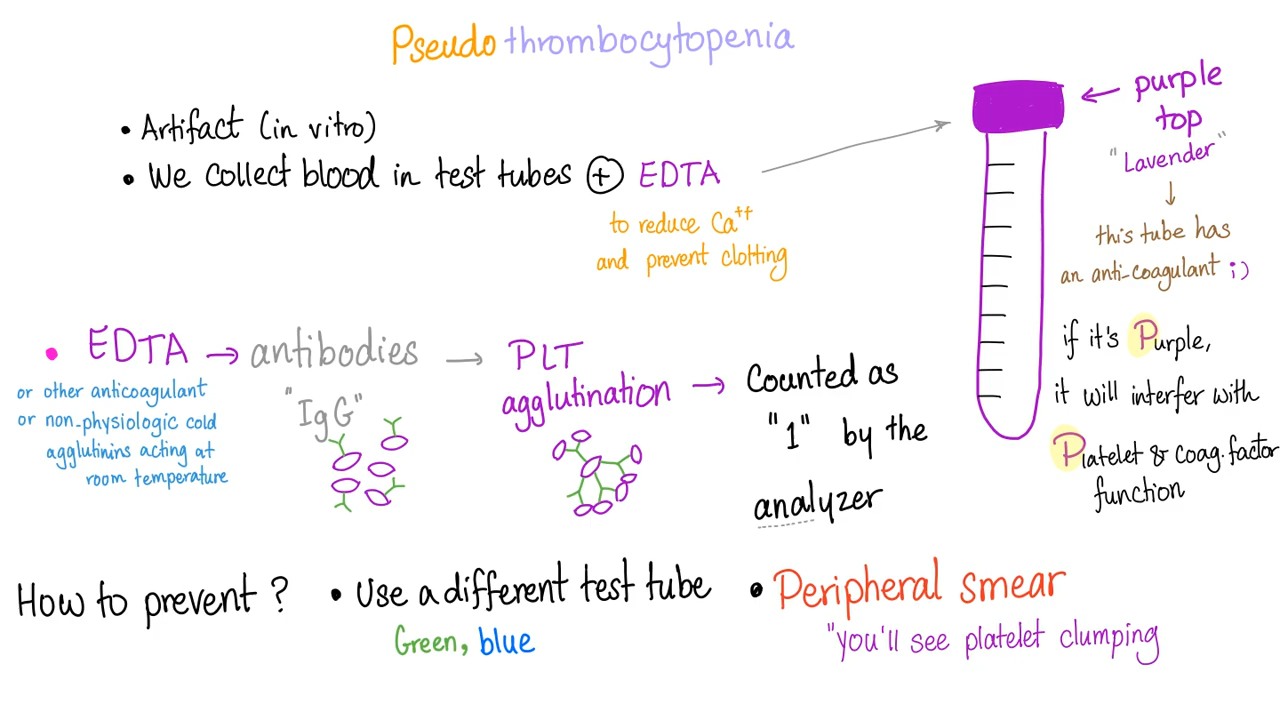 Pseudo thrombocytopenia
• Artifact (in vitro)
• We collect blood in test tubes + EDTA
to reduce Ca++
and prevent clotting
purple
top
"Lavender"
↓
this tube has
an anti-coagulant ;)
if it's Purple,
it will interfer with
Platelet & coag. factor
function
• EDTA → antibodies → PLT
agglutination → Counted as
"1" by the
analyzer
or other anticoagulant
or non-physiologic cold
agglutinins acting at
room temperature
"IgG"
How to prevent? • Use a different test tube • Peripheral smear
Green, blue
"you'll see platelet clumping